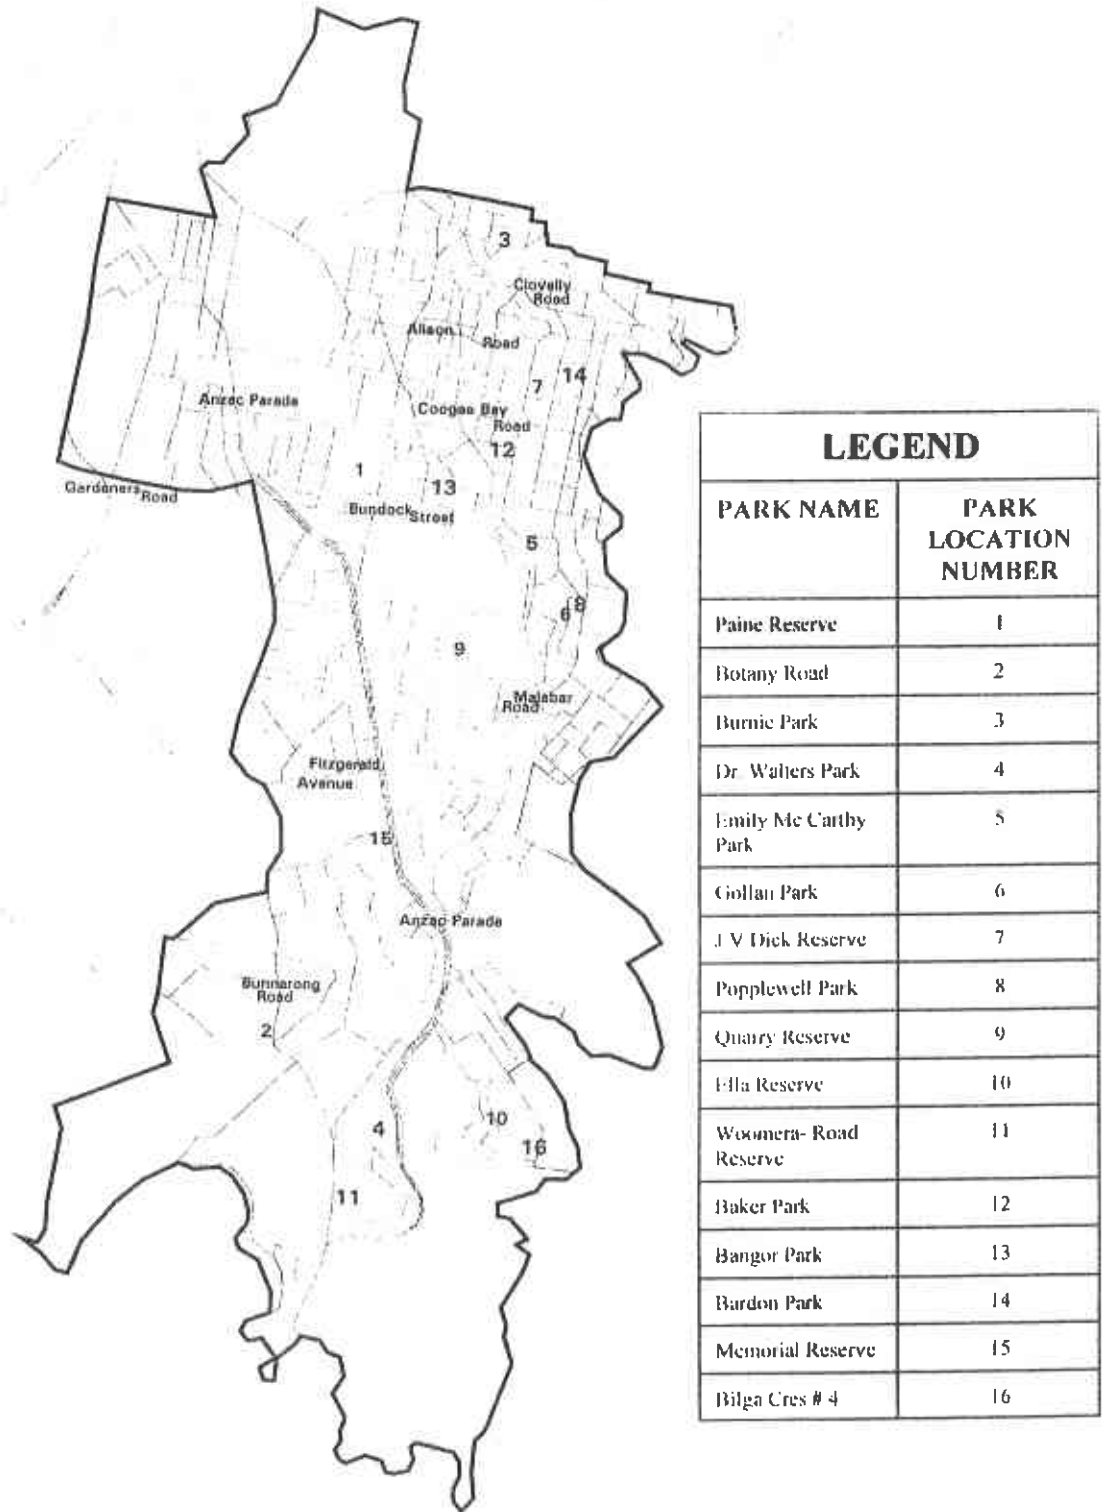 3
Clovelly
Road
Alison
Road
7
14
Anzac Parade
Coogee Bay
Road
12
1
13
Gardeners Road
Bundock Street
5
6
8
9
Malabar
Road
Fitzgerald
Avenue
15
Anzac Parade
Bunnarong
Road
2
10
4
16
11
LEGEND
PARK NAME
PARK
LOCATION
NUMBER
Paine Reserve 1
Botany Road 2
Burnie Park 3
Dr. Walters Park 4
Emily Mc Carthy 5
Park
Gollan Park 6
J V Dick Reserve 7
Popplewell Park 8
Quarry Reserve 9
Ella Reserve 10
Woomera- Road 11
Reserve
Baker Park 12
Bangor Park 13
Bardon Park 14
Memorial Reserve 15
Bilga Cres # 4 16